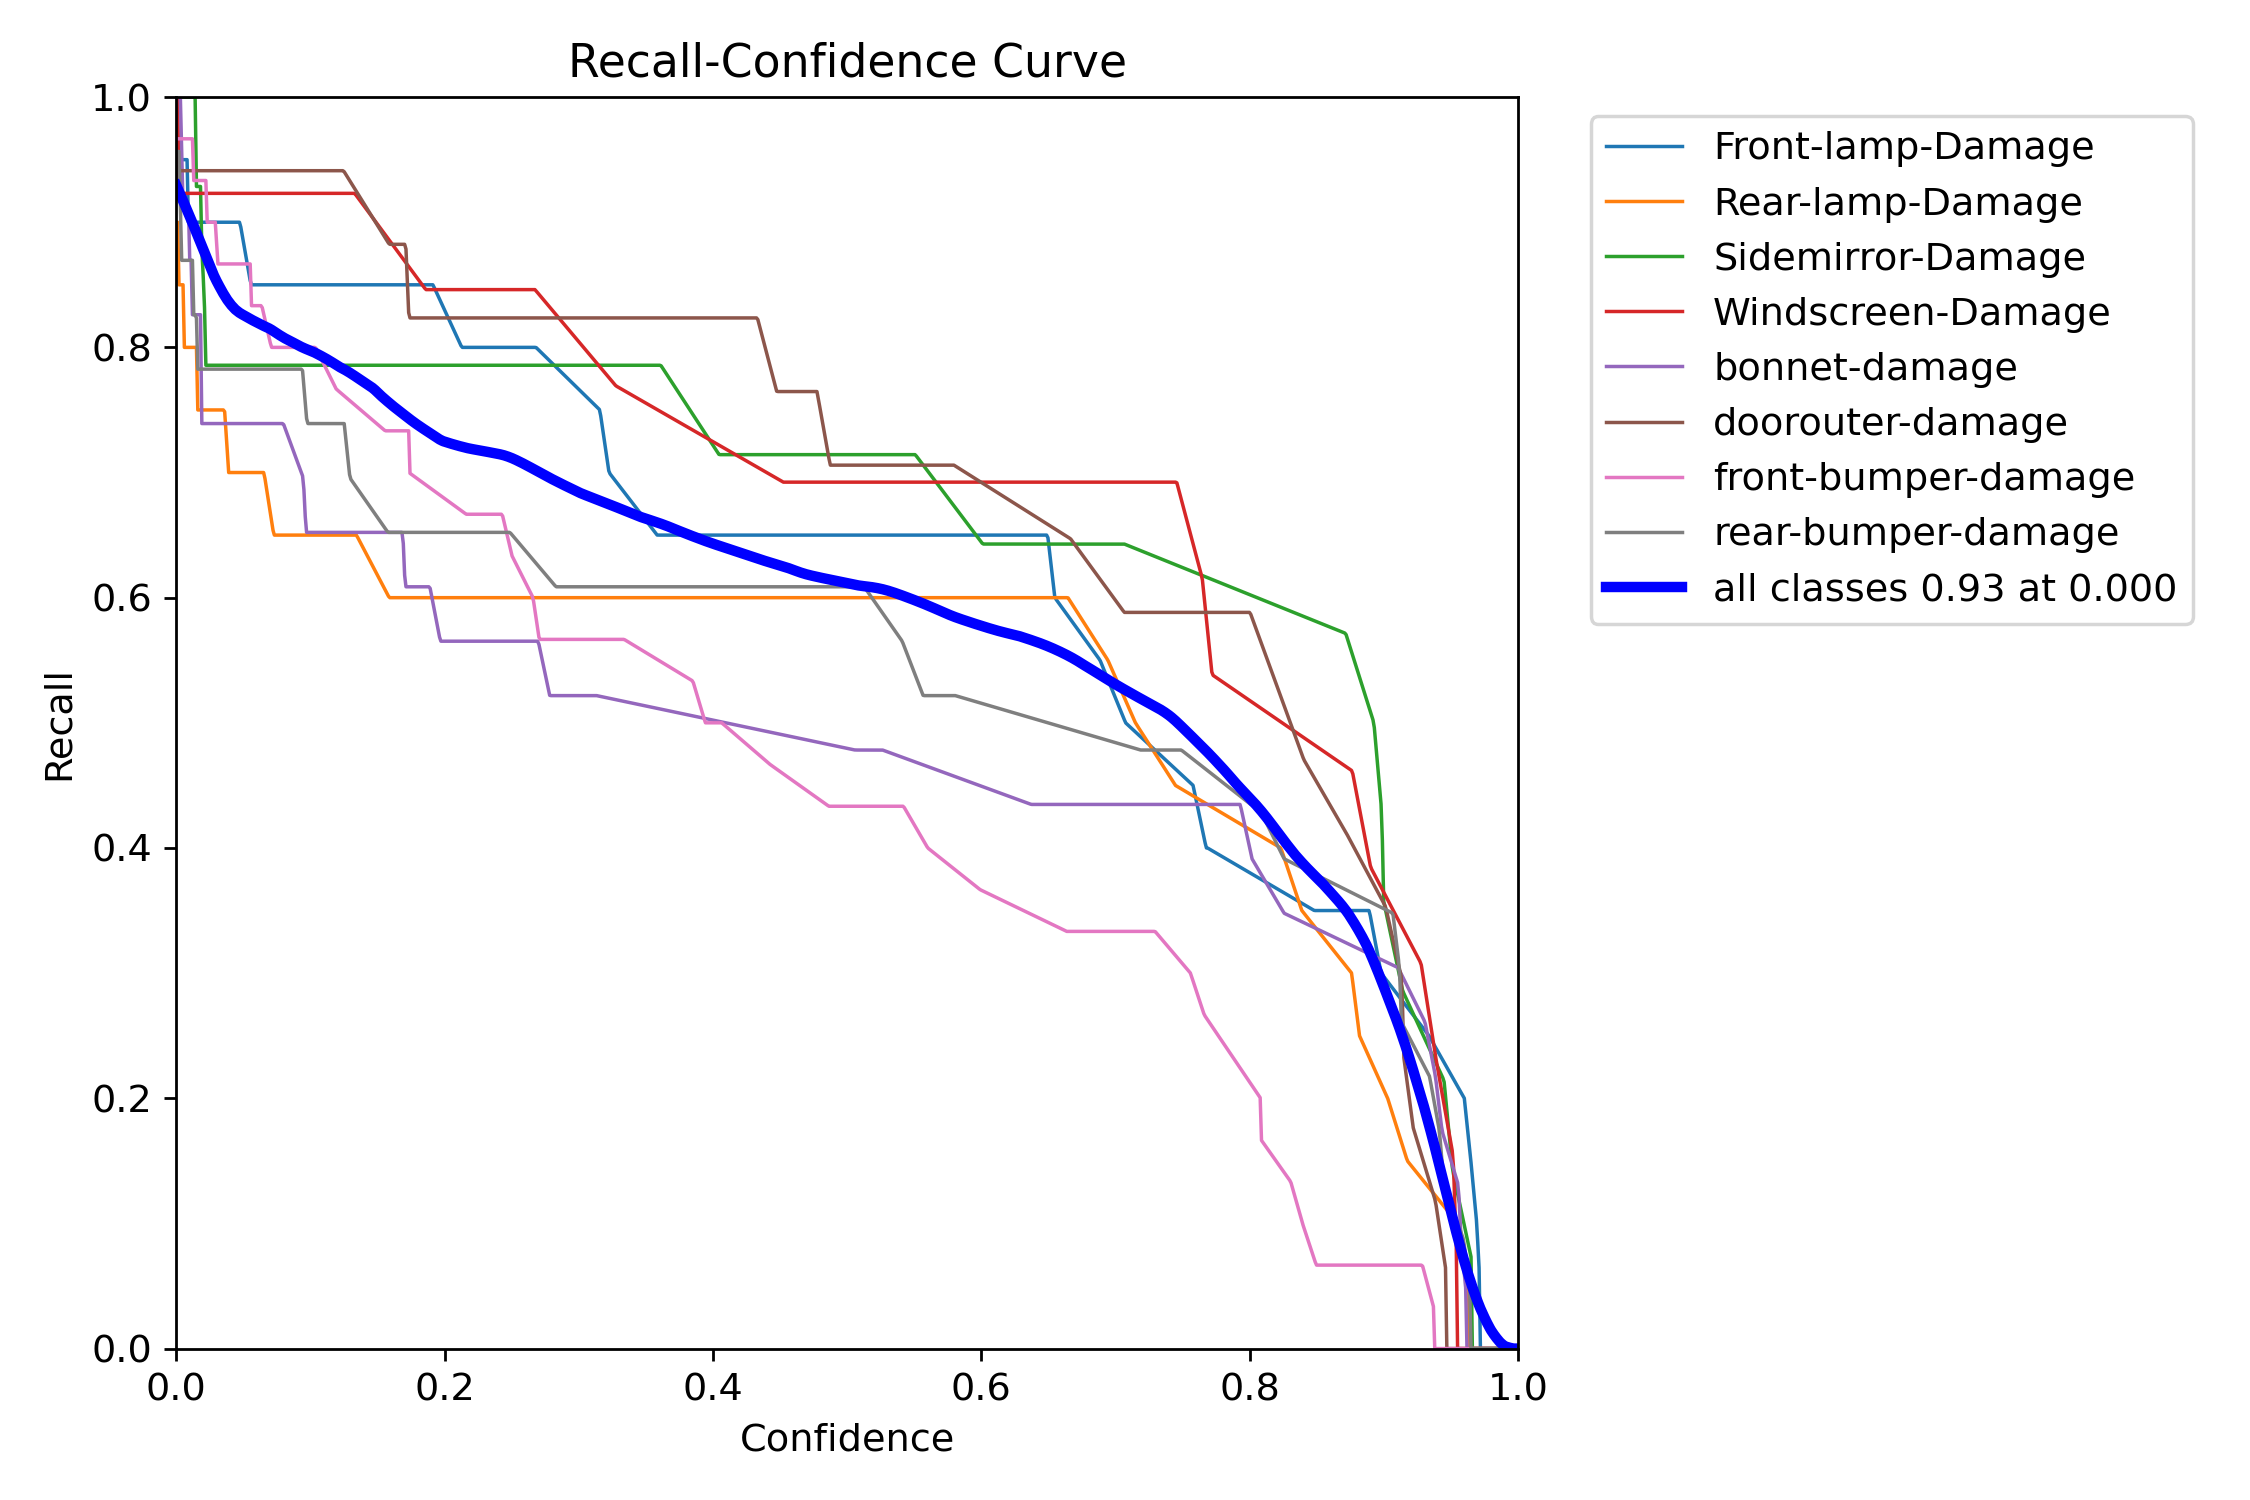 Recall-Confidence Curve
1.0
0.8
0.6
0.4
0.2
0.0
Recall
0.0 0.2 0.4 0.6 0.8 1.0
Confidence
Front-lamp-Damage
Rear-lamp-Damage
Sidemirror-Damage
Windscreen-Damage
bonnet-damage
doorouter-damage
front-bumper-damage
rear-bumper-damage
all classes 0.93 at 0.000